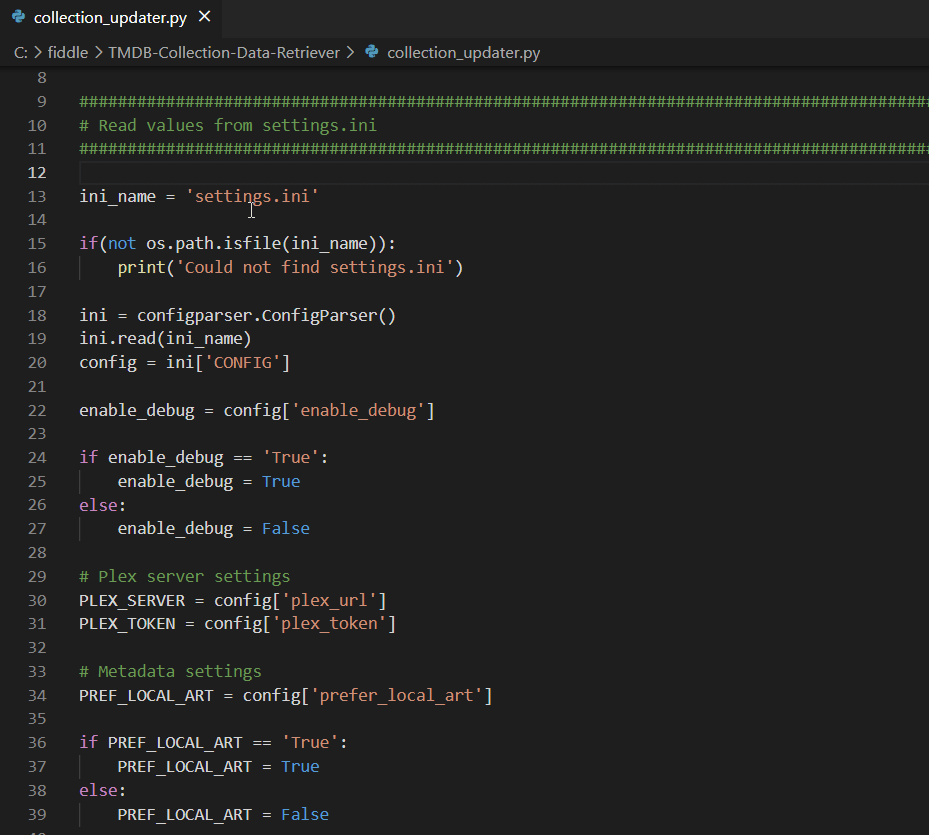 collection_updater.py ×
C: > fiddle > TMDB-Collection-Data-Retriever > collection_updater.py
8
9 ########################################################################################
10 # Read values from settings.ini
11 ########################################################################################
12
13 ini_name = 'settings.ini'
14
15 if(not os.path.isfile(ini_name)):
16     print('Could not find settings.ini')
17
18 ini = configparser.ConfigParser()
19 ini.read(ini_name)
20 config = ini['CONFIG']
21
22 enable_debug = config['enable_debug']
23
24 if enable_debug == 'True':
25     enable_debug = True
26 else:
27     enable_debug = False
28
29 # Plex server settings
30 PLEX_SERVER = config['plex_url']
31 PLEX_TOKEN = config['plex_token']
32
33 # Metadata settings
34 PREF_LOCAL_ART = config['prefer_local_art']
35
36 if PREF_LOCAL_ART == 'True':
37     PREF_LOCAL_ART = True
38 else:
39     PREF_LOCAL_ART = False